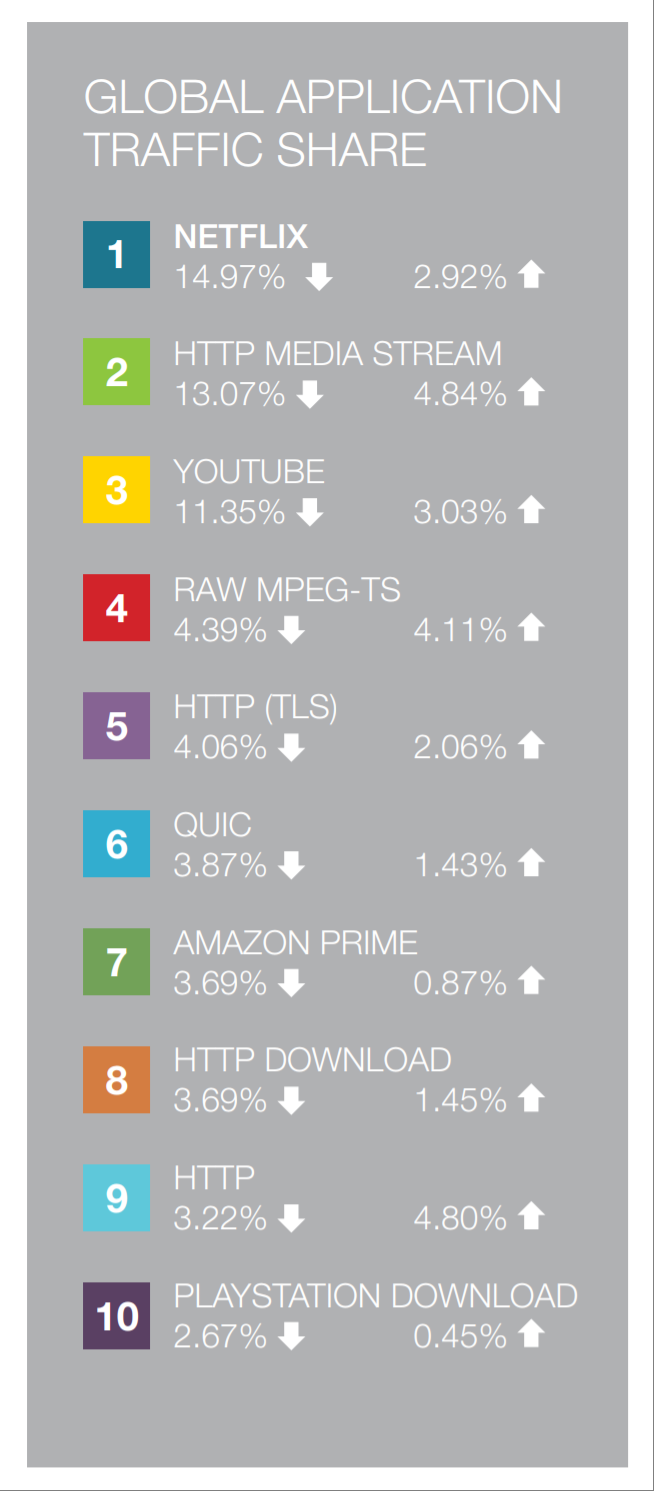 GLOBAL APPLICATION
TRAFFIC SHARE
1
NETFLIX
14.97% 2.92%
2
HTTP MEDIA STREAM
13.07% 4.84%
3
YOUTUBE
11.35% 3.03%
4
RAW MPEG-TS
4.39% 4.11%
5
HTTP (TLS)
4.06% 2.06%
6
QUIC
3.87% 1.43%
7
AMAZON PRIME
3.69% 0.87%
8
HTTP DOWNLOAD
3.69% 1.45%
9
HTTP
3.22% 4.80%
10
PLAYSTATION DOWNLOAD
2.67% 0.45%